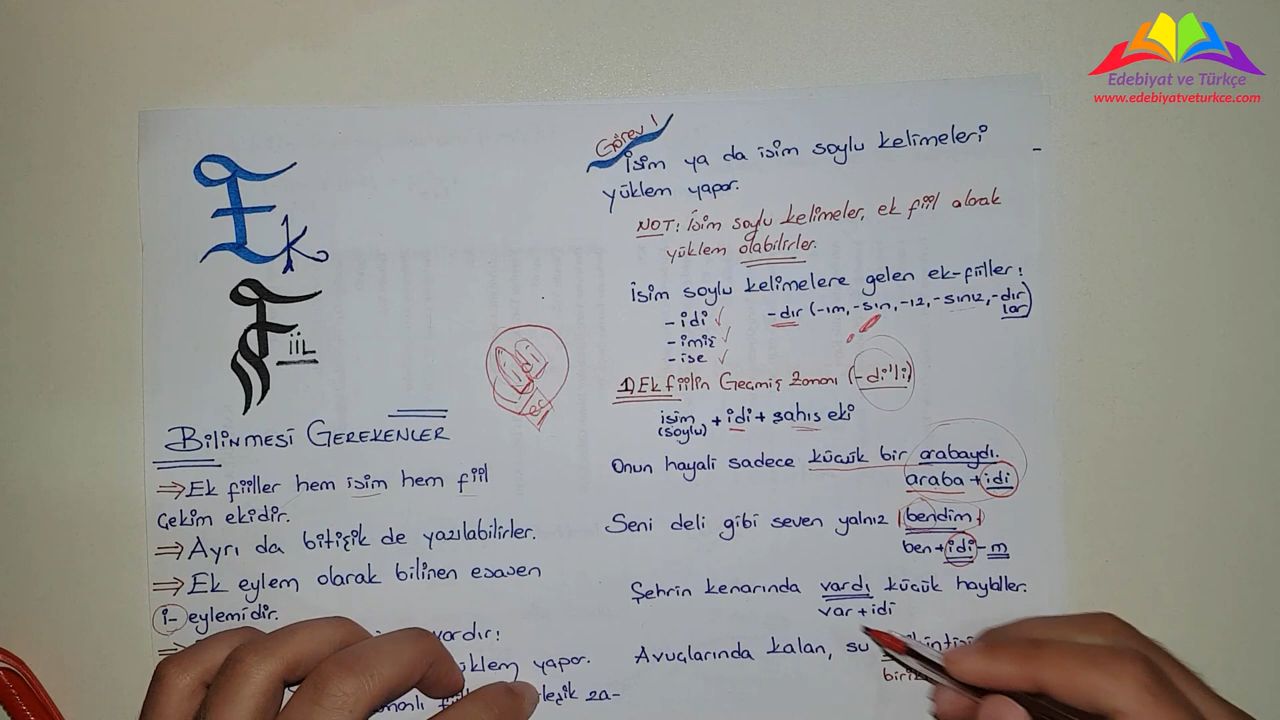 Edebiyat ve Türkçe
www.edebiyatveturkce.com
Ek
FiiL
BiLiNMESi GEREKENLER
⇒ Ek fiiller hem isim hem fiil
çekim ekidir.
⇒ Ayrı da bitişik de yazılabilirler.
⇒ Ek eylem olarak bilinen esasen
i- eylemidir.
vardır!
yüklem yapar.
za-
Görev 1
İsim ya da isim soylu kelimeleri
yüklem yapar.
NOT: İsim soylu kelimeler, ek fiil alarak
yüklem olabilirler.
İsim soylu kelimelere gelen ek-fiiller:
- idi ✓
- imiş ✓
- ise ✓
- dır (-ım, -sın, -ız, -sınız, -dır
lar)
1) Ek fiilin Geçmiş Zamanı (-di'li)
isim + idi + şahıs eki
(soylu)
Onun hayali sadece küçük bir arabaydı.
araba + idi
Seni deli gibi seven yalnız bendim.
ben + idi - m
Şehrin kenarında vardı küçük hayaller.
var + idi
Avuçlarında kalan, su